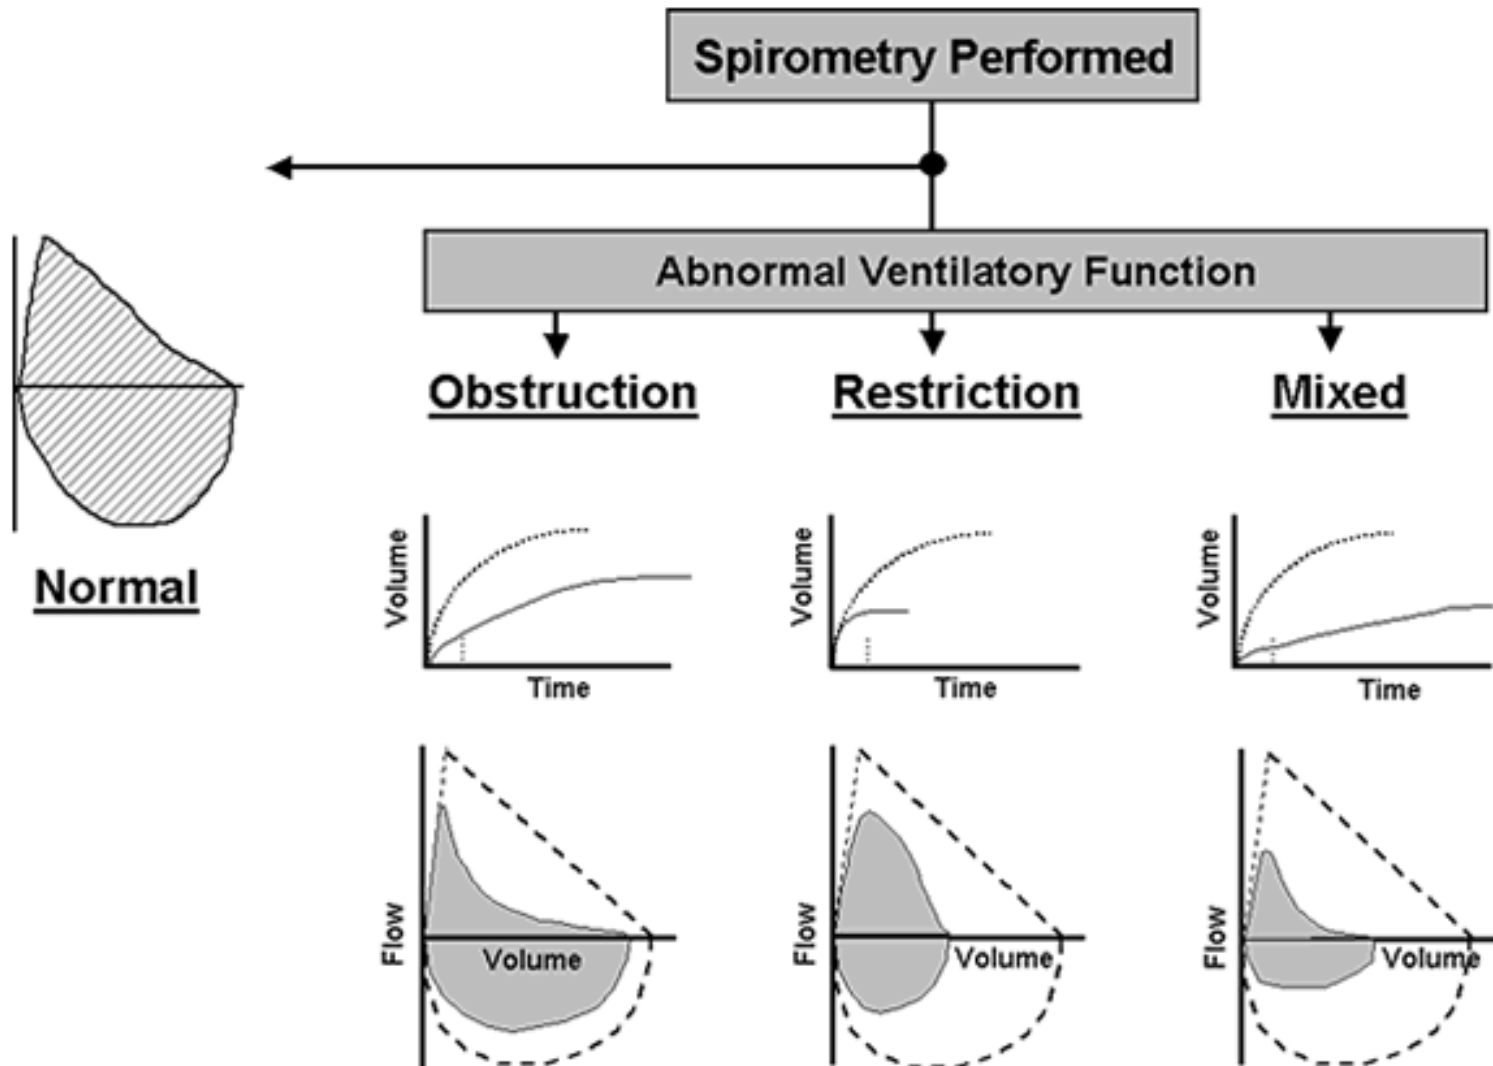 Spirometry Performed
Abnormal Ventilatory Function
Obstruction
Restriction
Mixed
Normal
Volume
Time
Volume
Time
Volume
Time
Flow
Volume
Flow
Volume
Flow
Volume